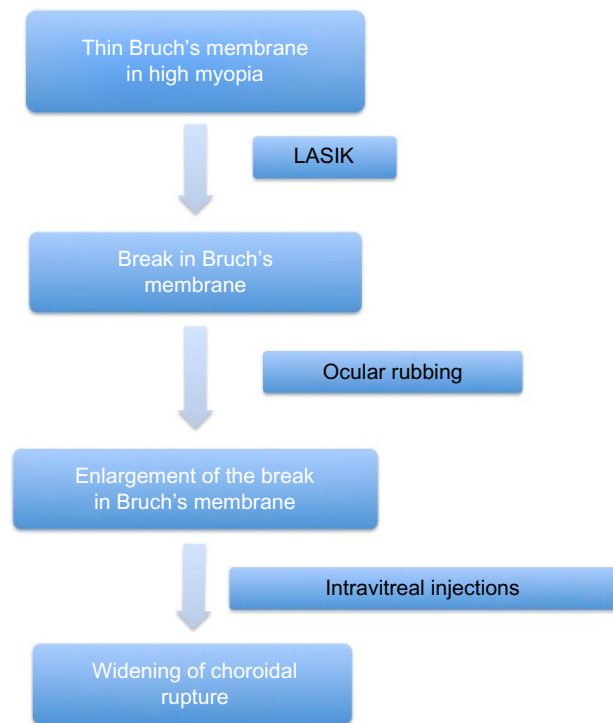 Thin Bruch’s membrane
in high myopia
LASIK
Break in Bruch’s
membrane
Ocular rubbing
Enlargement of the break
in Bruch’s membrane
Intravitreal injections
Widening of choroidal
rupture